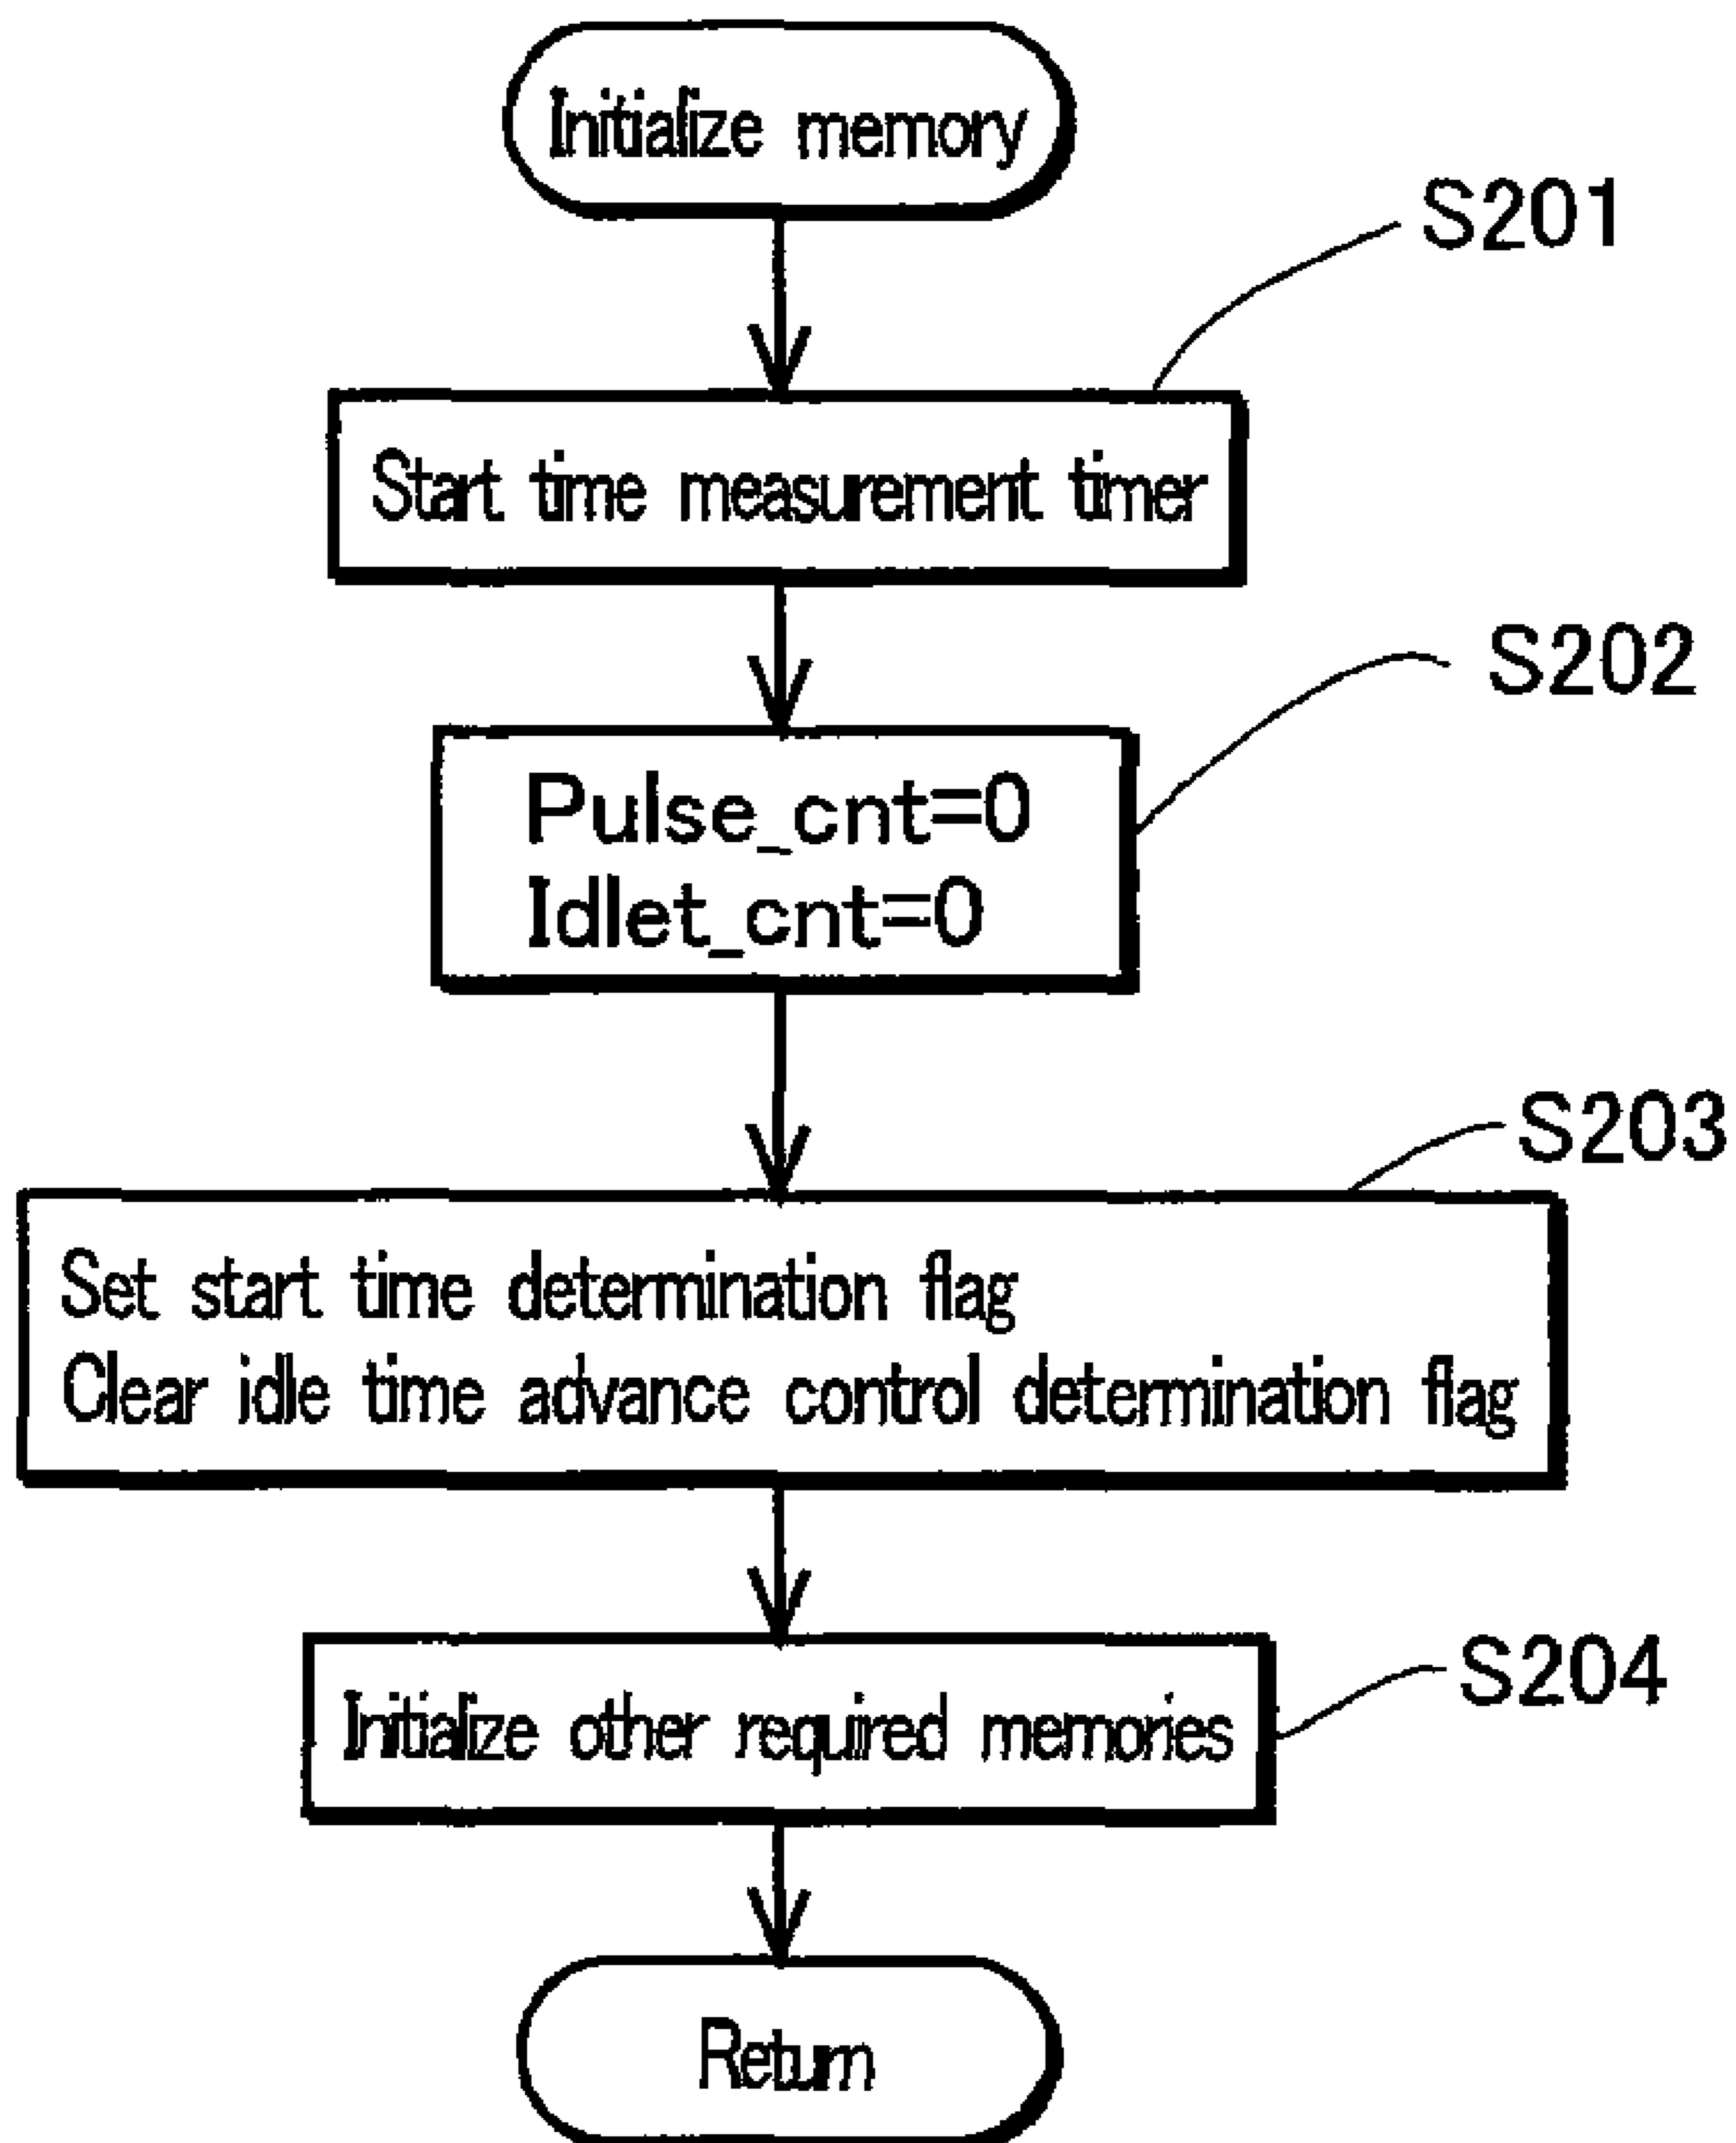 Initialize memory
S201
Start time measurement timer
S202
Pulse_cnt=0
Idlet_cnt=0
S203
Set start time determination flag
Clear idle time advance control determination flag
S204
Initialize other required memories
Return